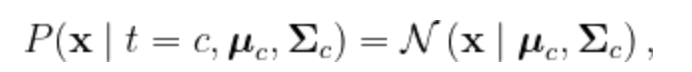 P(𝐱 | t = c, 𝝁_c, 𝚺_c) = 𝒩(𝐱 | 𝝁_c, 𝚺_c) ,